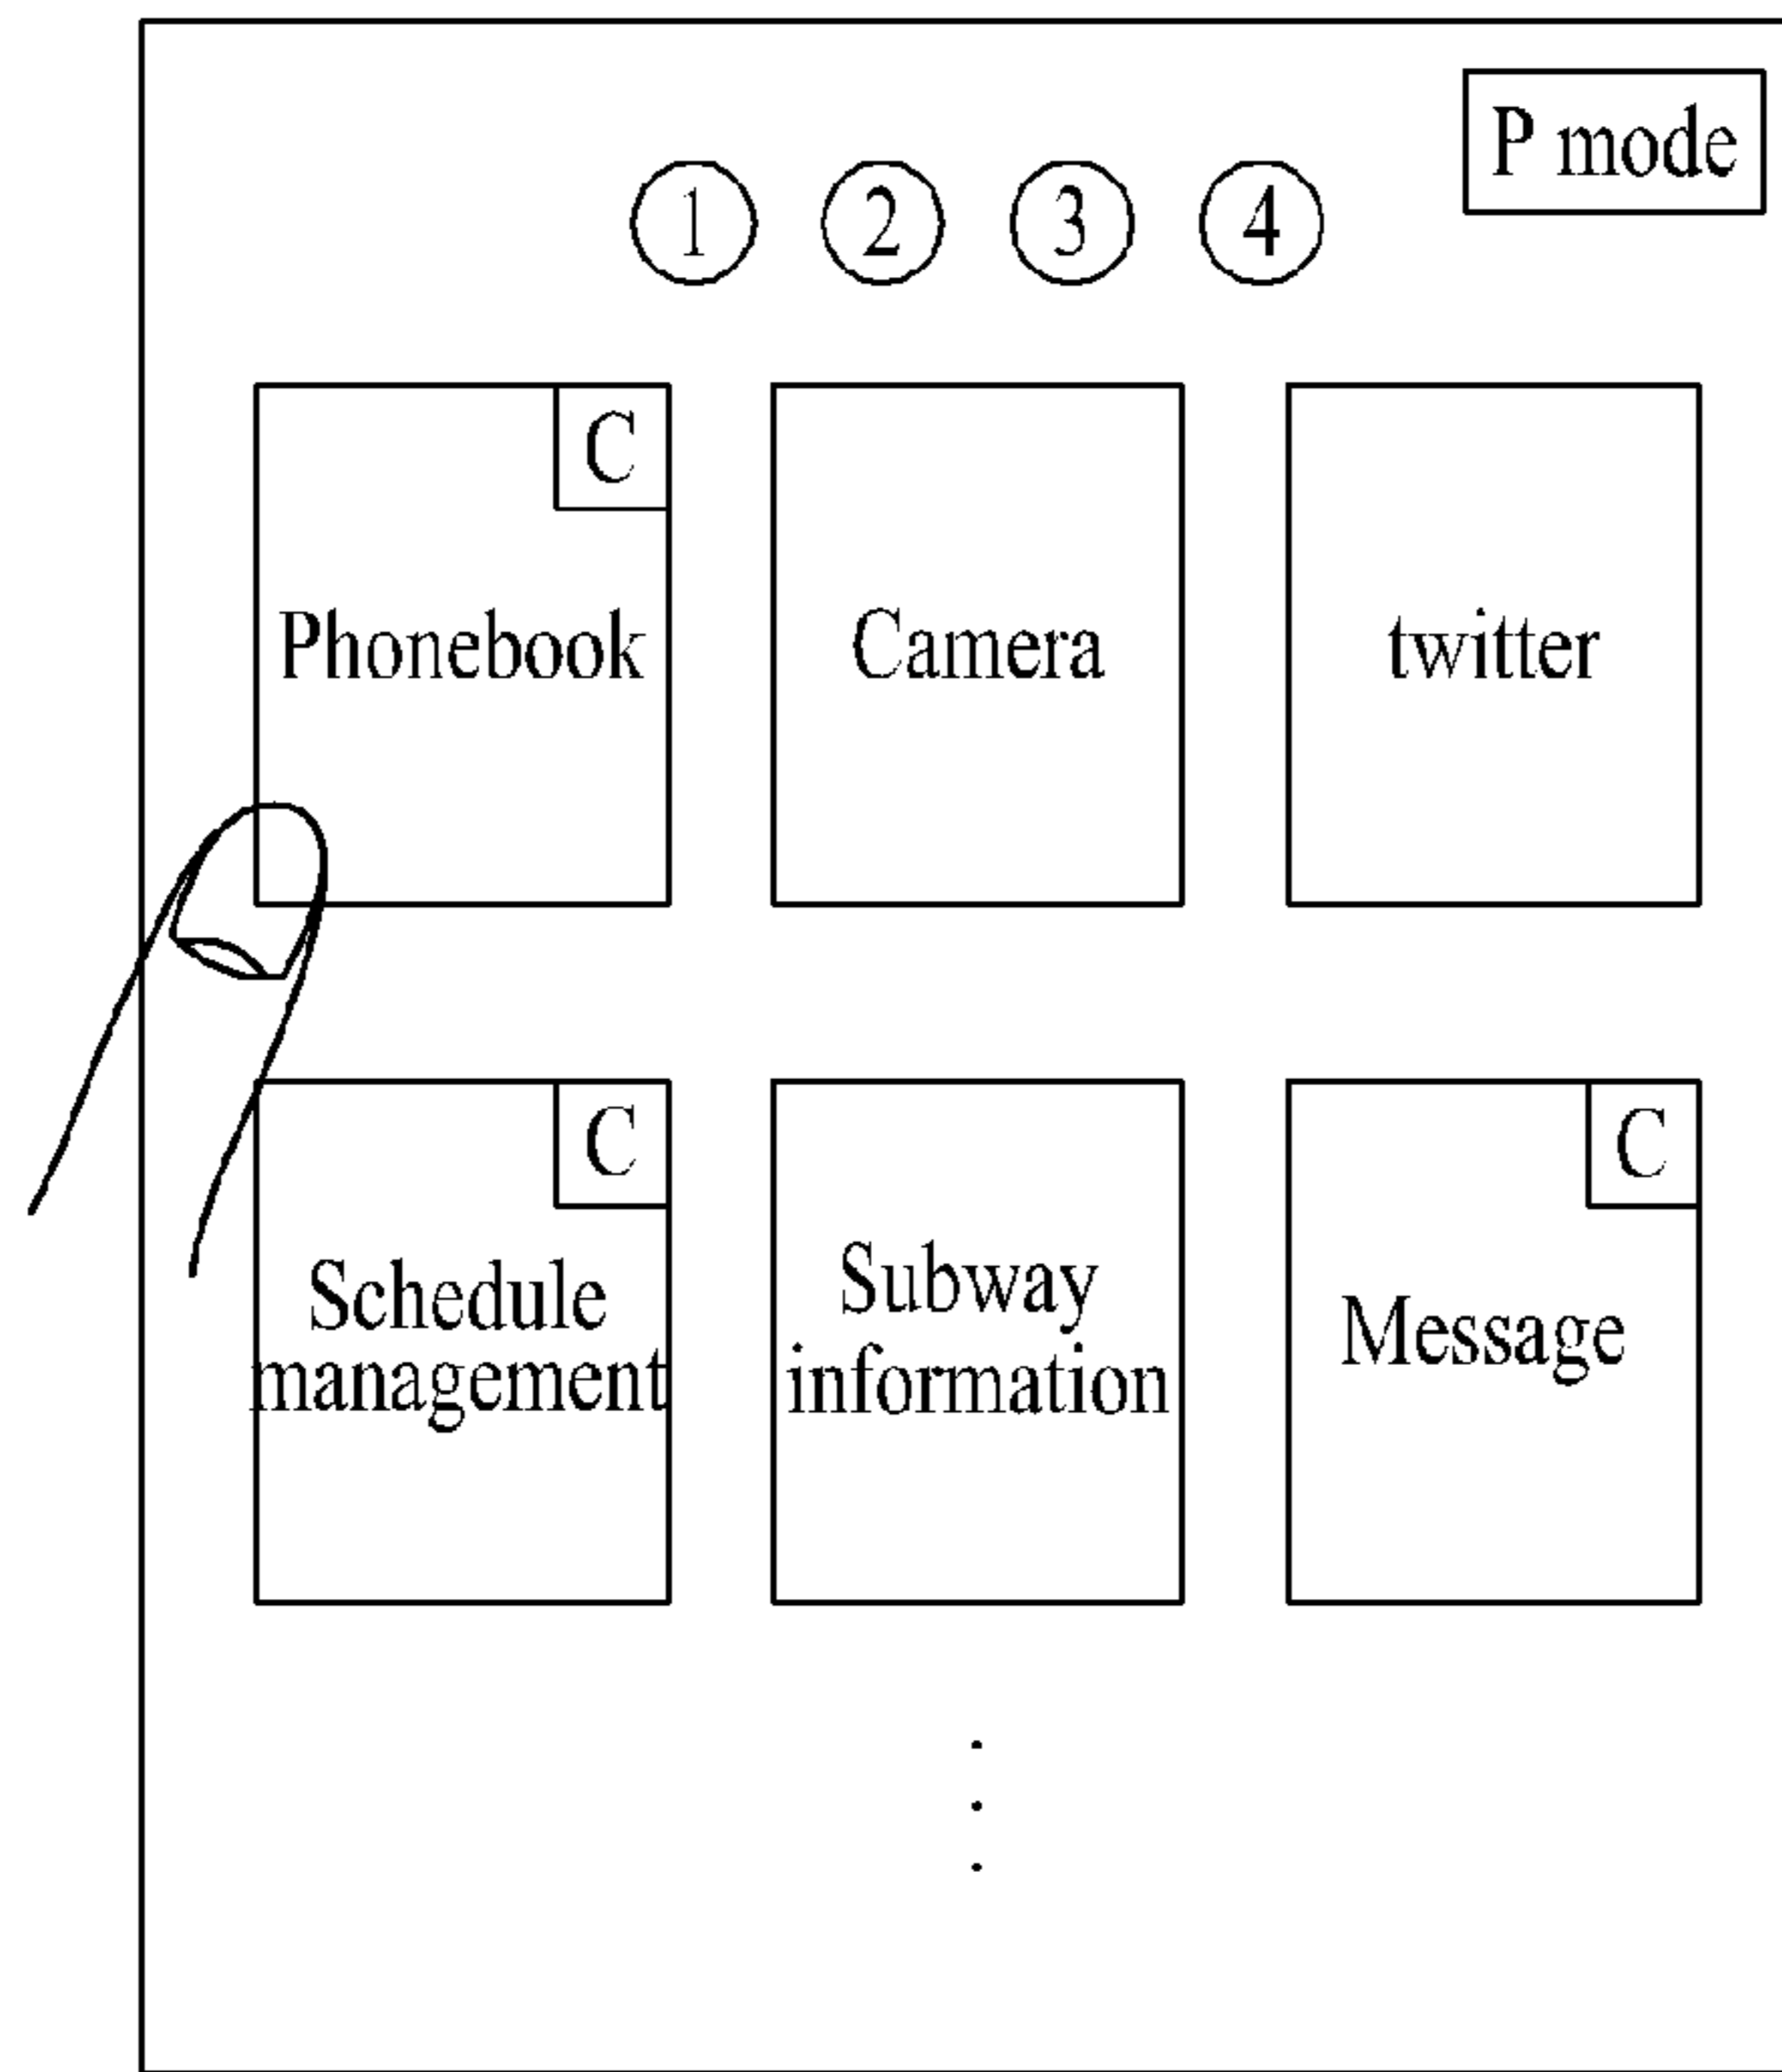 P mode
1 2 3 4
C
Phonebook
Camera
twitter
C
Schedule
management
Subway
information
C
Message